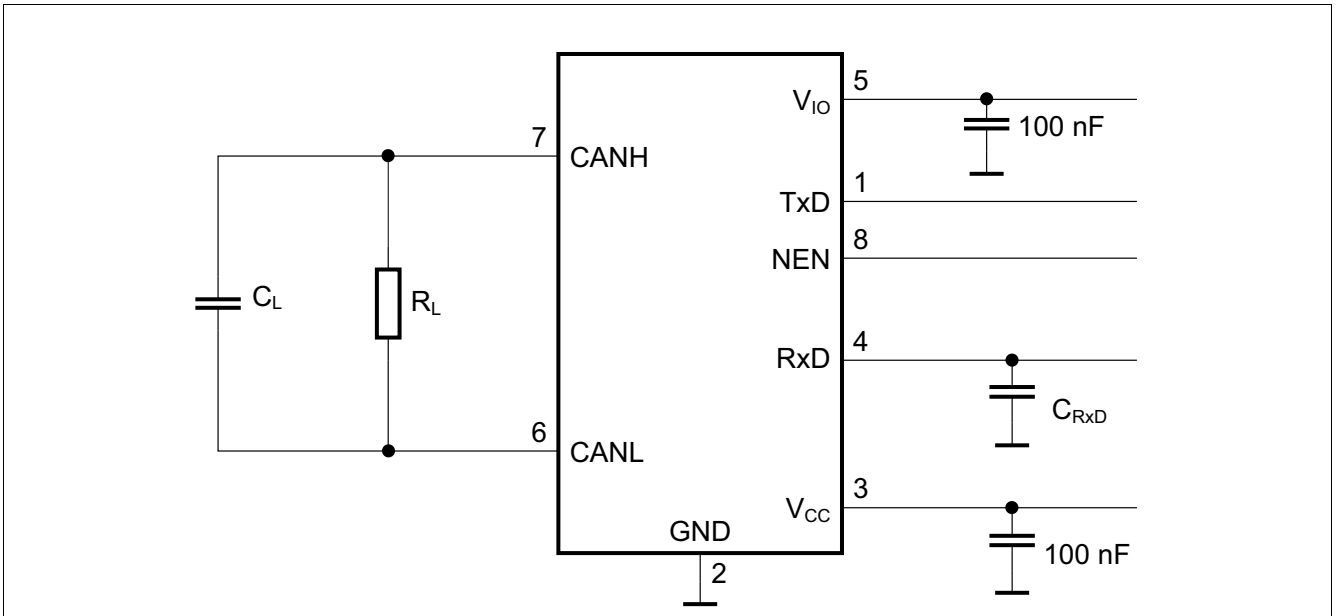 5
V_IO
100 nF
7
CANH
1
TxD
8
NEN
C_L
R_L
4
RxD
C_RxD
6
CANL
3
V_CC
GND
100 nF
2